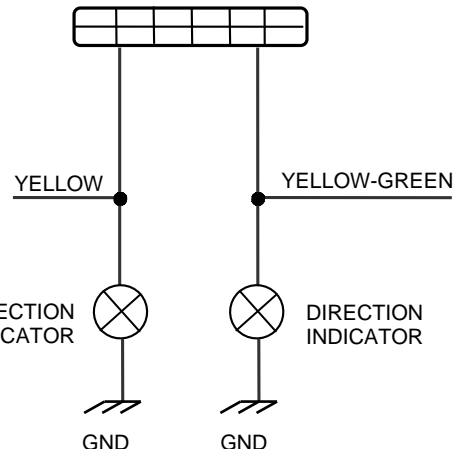 YELLOW
YELLOW-GREEN
DIRECTION
INDICATOR
GND
GND